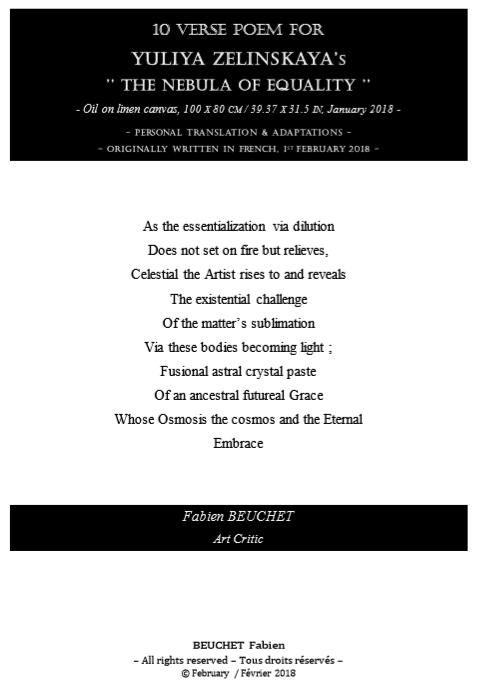 10 VERSE POEM FOR
YULIYA ZELINSKAYA's
" THE NEBULA OF EQUALITY "
- Oil on linen canvas, 100 X 80 CM / 39.37 X 31.5 IN, January 2018 -
~ PERSONAL TRANSLATION & ADAPTATIONS ~
~ ORIGINALLY WRITTEN IN FRENCH, 1ST FEBRUARY 2018 ~
As the essentialization via dilution
Does not set on fire but relieves,
Celestial the Artist rises to and reveals
The existential challenge
Of the matter's sublimation
Via these bodies becoming light ;
Fusional astral crystal paste
Of an ancestral futureal Grace
Whose Osmosis the cosmos and the Eternal
Embrace
Fabien BEUCHET
Art Critic
BEUCHET Fabien
– All rights reserved – Tous droits réservés –
© February / Février 2018